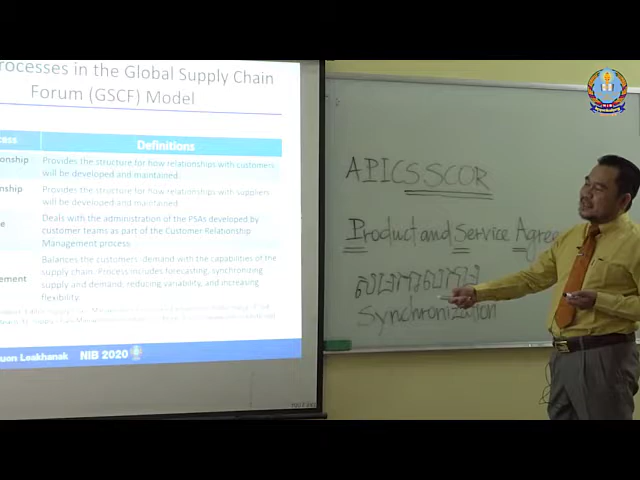 rocesses in the Global Supply Chain
Forum (GSCF) Model
cess
Definitions
onship
Provides the structure for how relationships with customers
will be developed and maintained.
nship
Provides the structure for how relationships with suppliers
will be developed and maintained.
e
Deals with the administration of the PSAs developed by
customer teams as part of the Customer Relationship
Management process
ement
Balances the customers' demand with the capabilities of the
supply chain. Process includes forecasting, synchronizing
supply and demand, reducing variability, and increasing
flexibility.
uon Leakhanak NIB 2020
APICS SCOR
Product and Service Agree
Synchronization